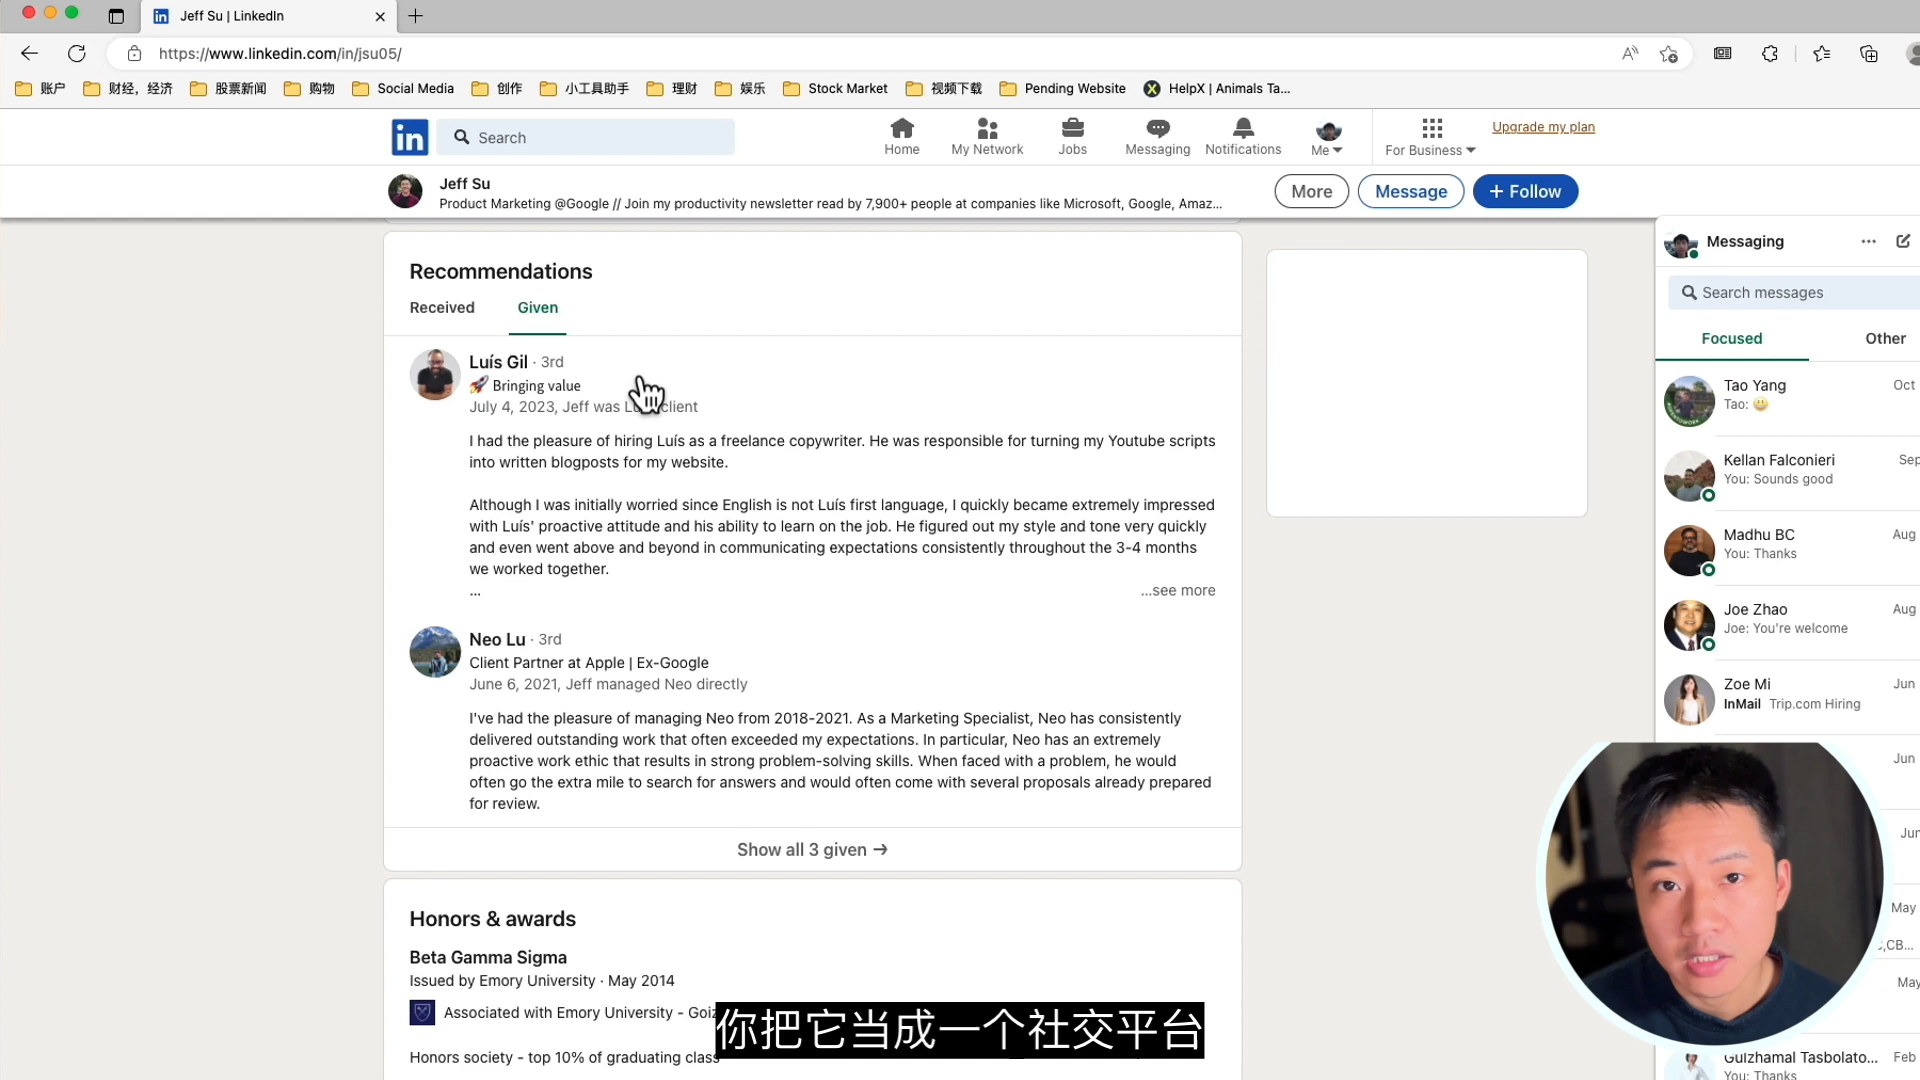 Jeff Su | LinkedIn
https://www.linkedin.com/in/jsu05/
账户
财经，经济
股票新闻
购物
Social Media
创作
小工具助手
理财
娱乐
Stock Market
视频下载
Pending Website
HelpX | Animals Ta...
in
Search
Home
My Network
Jobs
Messaging
Notifications
Me
For Business
Upgrade my plan
Jeff Su
Product Marketing @Google // Join my productivity newsletter read by 7,900+ people at companies like Microsoft, Google, Amaz...
More
Message
+ Follow
Recommendations
Received
Given
Luís Gil · 3rd
🚀 Bringing value
July 4, 2023, Jeff was client
I had the pleasure of hiring Luís as a freelance copywriter. He was responsible for turning my Youtube scripts
into written blogposts for my website.
Although I was initially worried since English is not Luís first language, I quickly became extremely impressed
with Luís' proactive attitude and his ability to learn on the job. He figured out my style and tone very quickly
and even went above and beyond in communicating expectations consistently throughout the 3-4 months
we worked together.
...
...see more
Neo Lu · 3rd
Client Partner at Apple | Ex-Google
June 6, 2021, Jeff managed Neo directly
I've had the pleasure of managing Neo from 2018-2021. As a Marketing Specialist, Neo has consistently
delivered outstanding work that often exceeded my expectations. In particular, Neo has an extremely
proactive work ethic that results in strong problem-solving skills. When faced with a problem, he would
often go the extra mile to search for answers and would often come with several proposals already prepared
for review.
Show all 3 given →
Honors & awards
Beta Gamma Sigma
Issued by Emory University · May 2014
Associated with Emory University - Goiz
Honors society - top 10% of graduating class
Messaging
Search messages
Focused
Other
Tao Yang
Oct
Tao: 😃
Kellan Falconieri
Sep
You: Sounds good
Madhu BC
Aug
You: Thanks
Joe Zhao
Aug
Joe: You're welcome
Zoe Mi
Jun
InMail Trip.com Hiring
Jun
Jun
May
,CB...
May
Gulzhamal Tasbolato...
Feb
You: Thanks
你把它当成一个社交平台